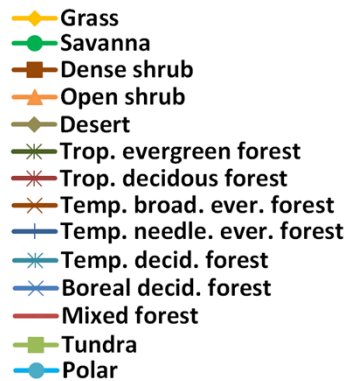 Grass
Savanna
Dense shrub
Open shrub
Desert
Trop. evergreen forest
Trop. decidous forest
Temp. broad. ever. forest
Temp. needle. ever. forest
Temp. decid. forest
Boreal decid. forest
Mixed forest
Tundra
Polar